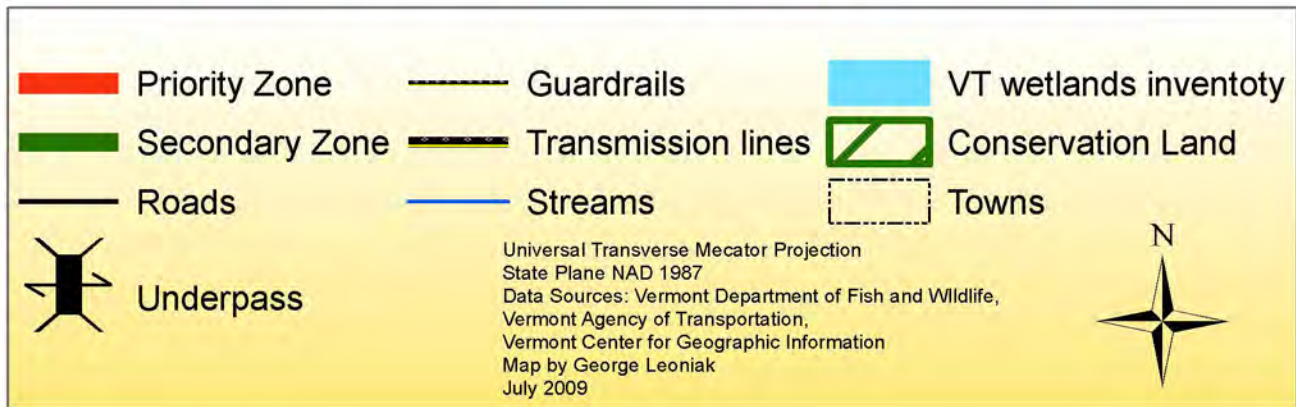 Priority Zone
Secondary Zone
Roads
Underpass
Guardrails
Transmission lines
Streams
VT wetlands inventoty
Conservation Land
Towns
Universal Transverse Mecator Projection
State Plane NAD 1987
Data Sources: Vermont Department of Fish and WIldlife,
Vermont Agency of Transportation,
Vermont Center for Geographic Information
Map by George Leoniak
July 2009
N